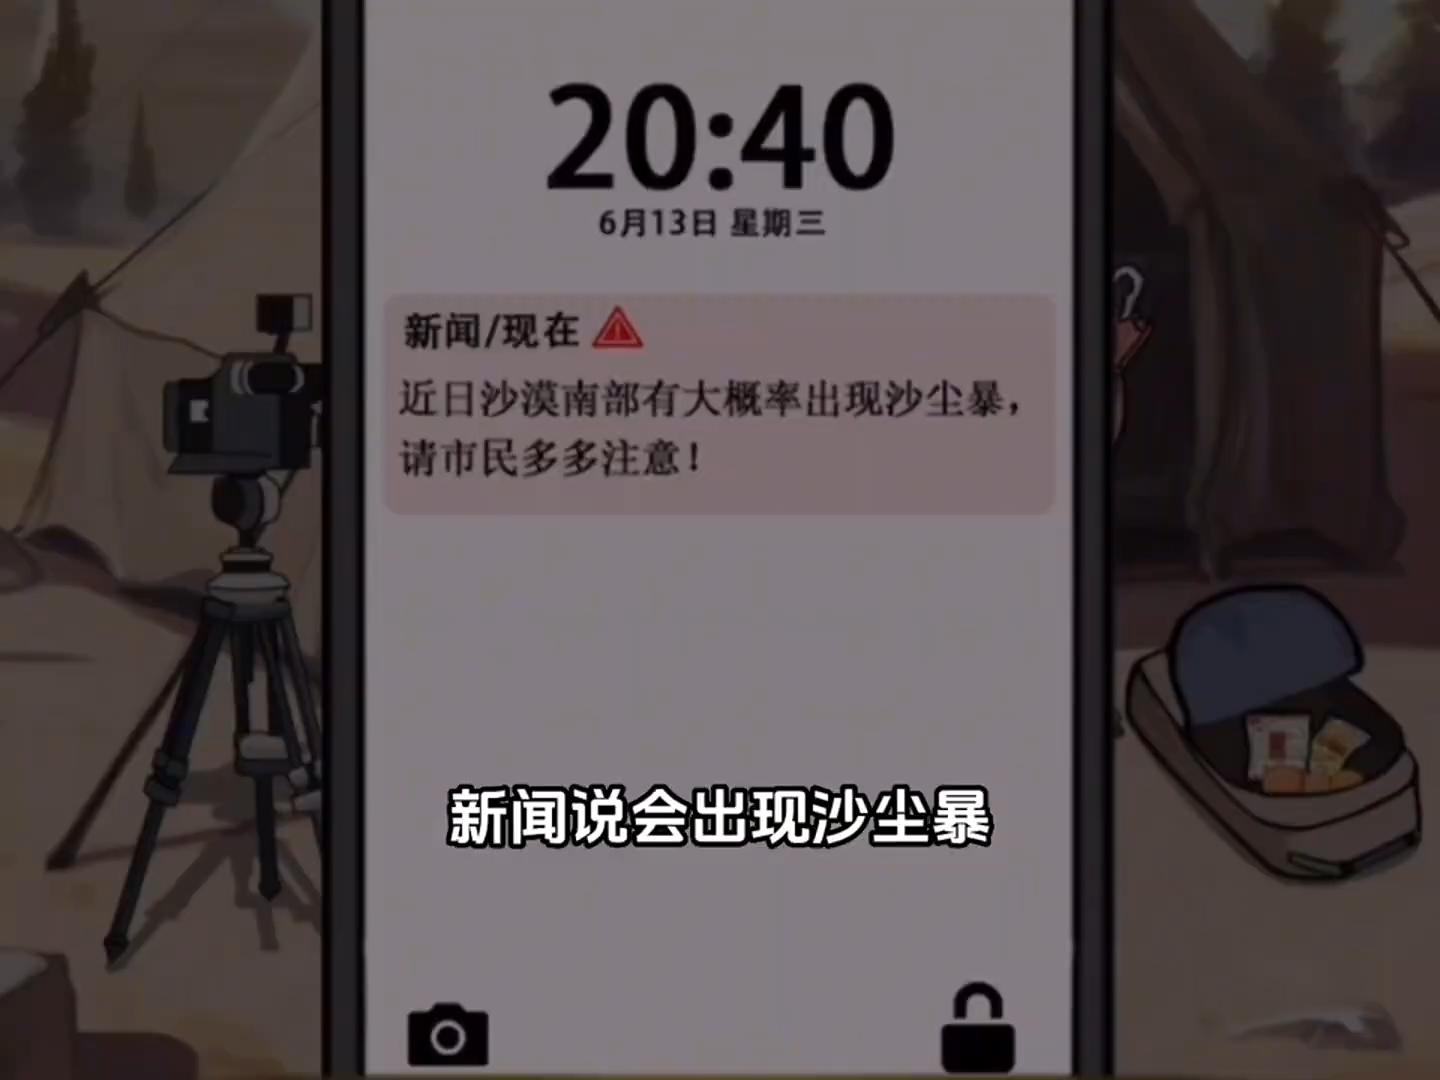 20:40
6月13日 星期三
新闻/现在
近日沙漠南部有大概率出现沙尘暴，
请市民多多注意！
新闻说会出现沙尘暴